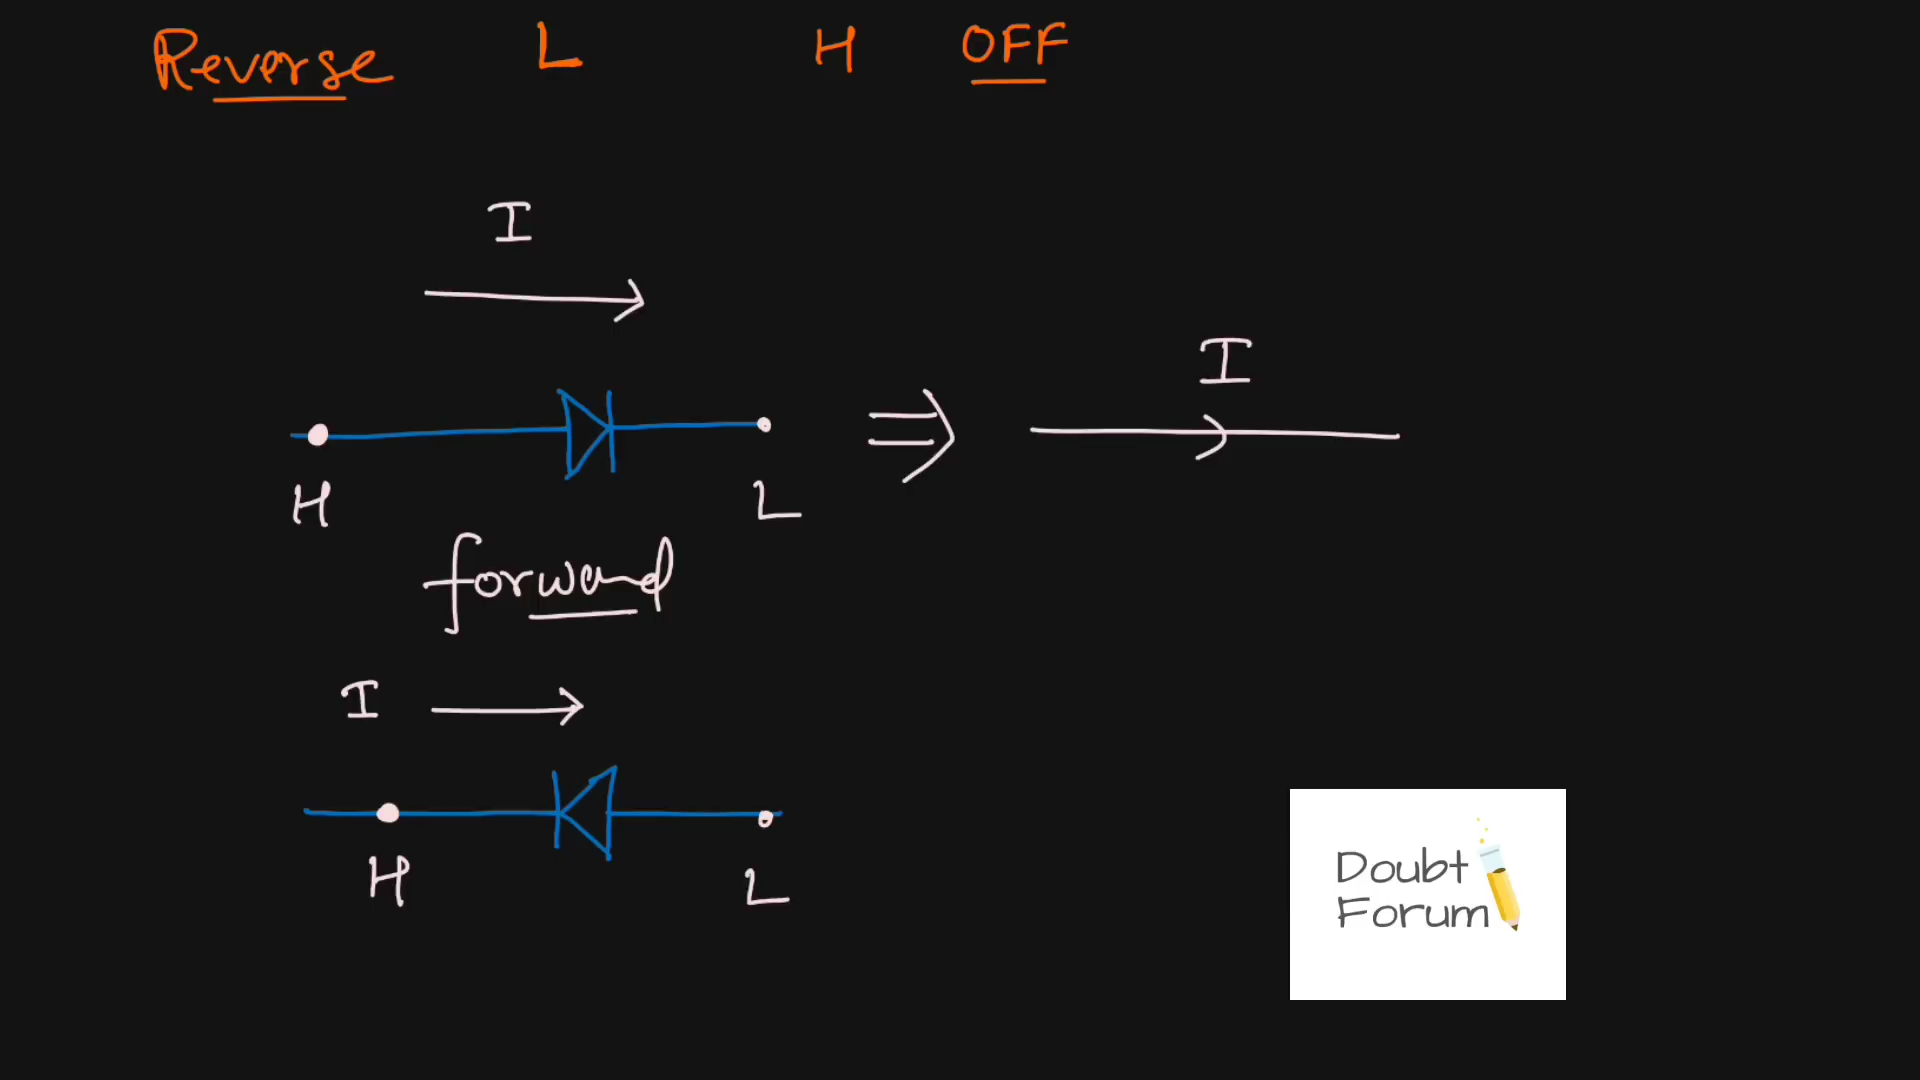 Reverse L H OFF
I
I
H L
forward
I
H L
Doubt
Forum